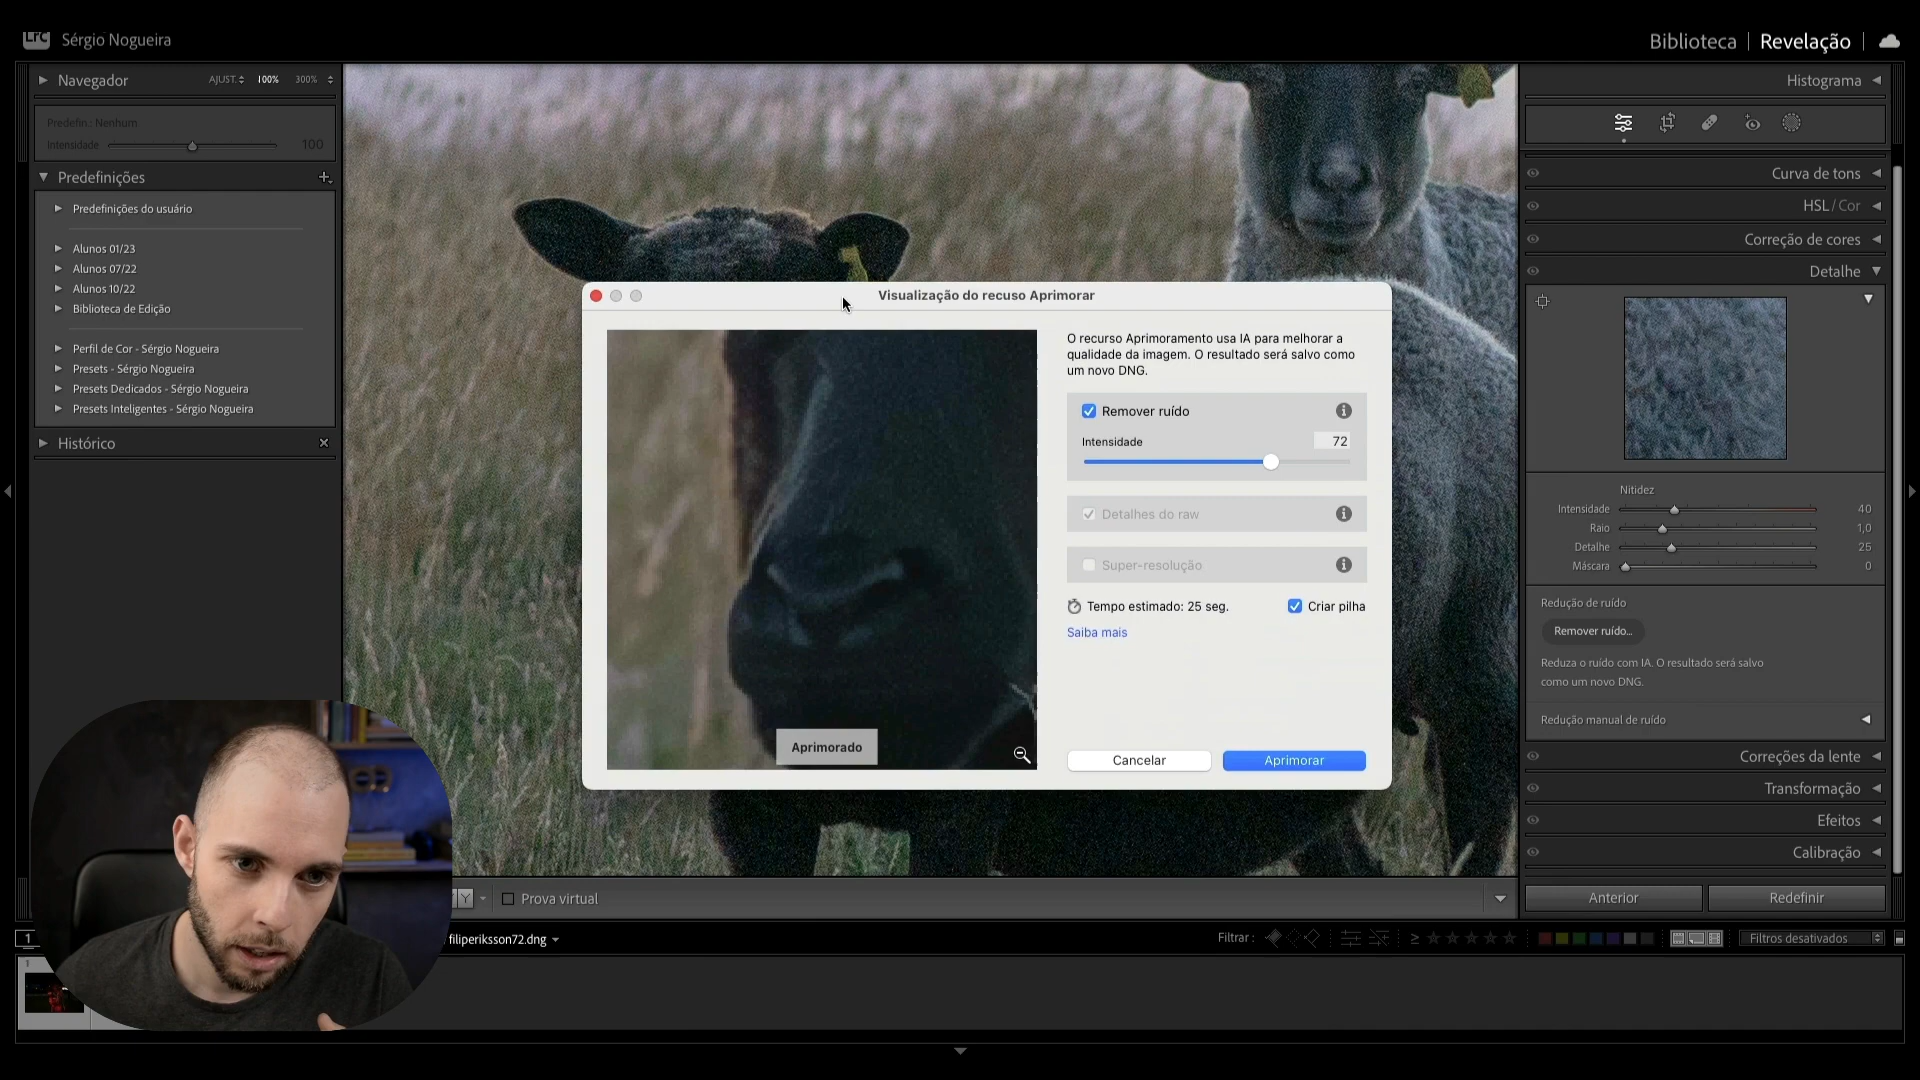 LrC Sérgio Nogueira
Biblioteca | Revelação |
Navegador AJUST. 100% 300%
Predefin.: Nenhum
Intensidade 100
Predefinições
Predefinições do usuário
Alunos 01/23
Alunos 07/22
Alunos 10/22
Biblioteca de Edição
Perfil de Cor - Sérgio Nogueira
Presets - Sérgio Nogueira
Presets Dedicados - Sérgio Nogueira
Presets Inteligentes - Sérgio Nogueira
Histórico
Visualização do recuso Aprimorar
O recurso Aprimoramento usa IA para melhorar a
qualidade da imagem. O resultado será salvo como
um novo DNG.
Remover ruído
Intensidade 72
Detalhes do raw
Super-resolução
Tempo estimado: 25 seg. Criar pilha
Saiba mais
Aprimorado
Cancelar Aprimorar
Histograma
Curva de tons
HSL / Cor
Correção de cores
Detalhe
Nitidez
Intensidade 40
Raio 1,0
Detalhe 25
Máscara 0
Redução de ruído
Remover ruído...
Reduza o ruído com IA. O resultado será salvo
como um novo DNG.
Redução manual de ruído
Correções da lente
Transformação
Efeitos
Calibração
Anterior Redefinir
Y Prova virtual
1 filiperiksson72.dng Filtrar : ≥ Filtros desativados
1